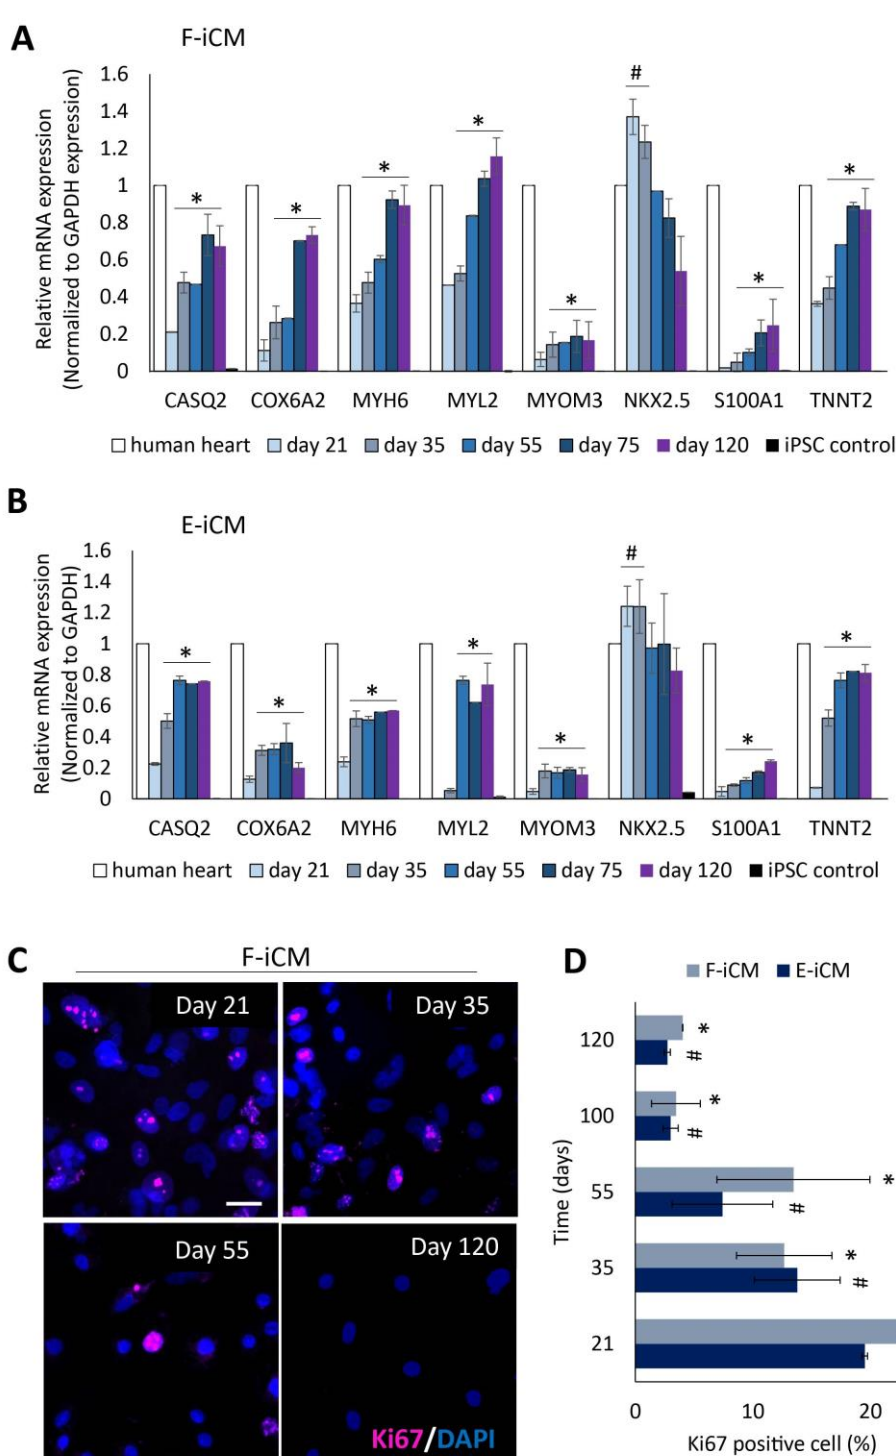 A
F-iCM
Relative mRNA expression
(Normalized to GAPDH expression)
1.6
1.4
1.2
1
0.8
0.6
0.4
0.2
0
* * * * * # * *
CASQ2 COX6A2 MYH6 MYL2 MYOM3 NKX2.5 S100A1 TNNT2
human heart day 21 day 35 day 55 day 75 day 120 iPSC control
B
E-iCM
Relative mRNA expression
(Normalized to GAPDH)
1.6
1.4
1.2
1
0.8
0.6
0.4
0.2
0
* * * * * # * *
CASQ2 COX6A2 MYH6 MYL2 MYOM3 NKX2.5 S100A1 TNNT2
human heart day 21 day 35 day 55 day 75 day 120 iPSC control
C
F-iCM
Day 21 Day 35
Day 55 Day 120
Ki67/DAPI
D
F-iCM E-iCM
Time (days)
120 * #
100 * #
55 * #
35 * #
21
0 10 20
Ki67 positive cell (%)